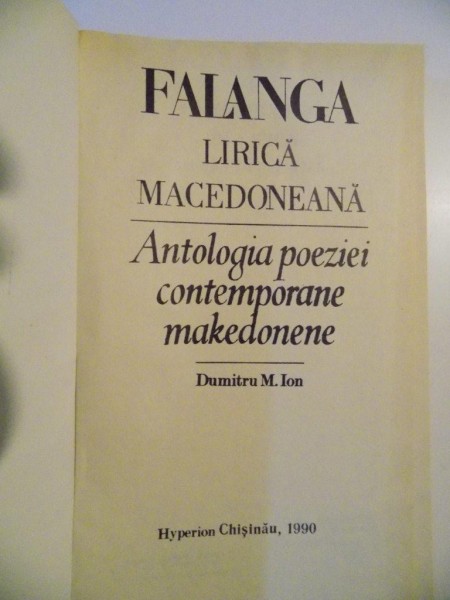 FALANGA
LIRICĂ
MACEDONEANĂ
Antologia poeziei
contemporane
makedonene
Dumitru M. Ion
Hyperion Chişinău, 1990